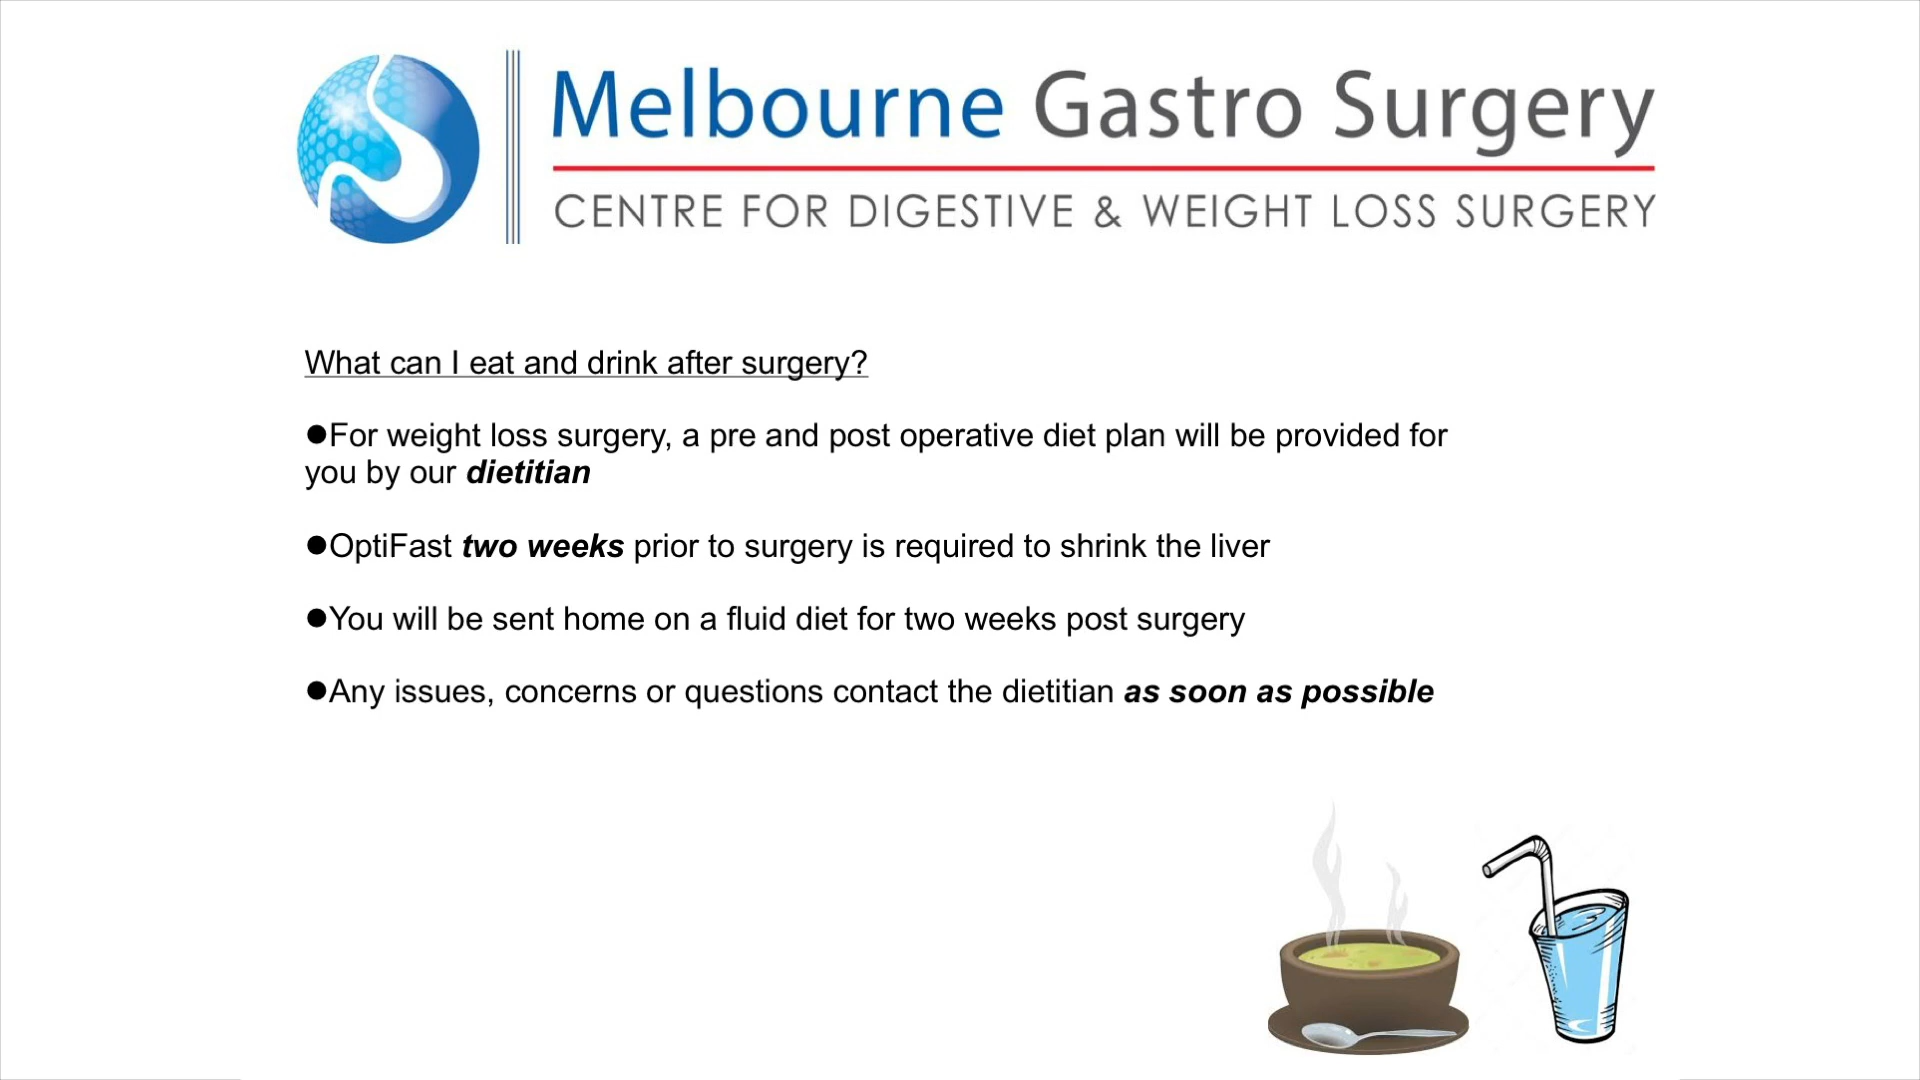 Melbourne Gastro Surgery
CENTRE FOR DIGESTIVE & WEIGHT LOSS SURGERY
What can I eat and drink after surgery?
●For weight loss surgery, a pre and post operative diet plan will be provided for
you by our dietitian
●OptiFast two weeks prior to surgery is required to shrink the liver
●You will be sent home on a fluid diet for two weeks post surgery
●Any issues, concerns or questions contact the dietitian as soon as possible